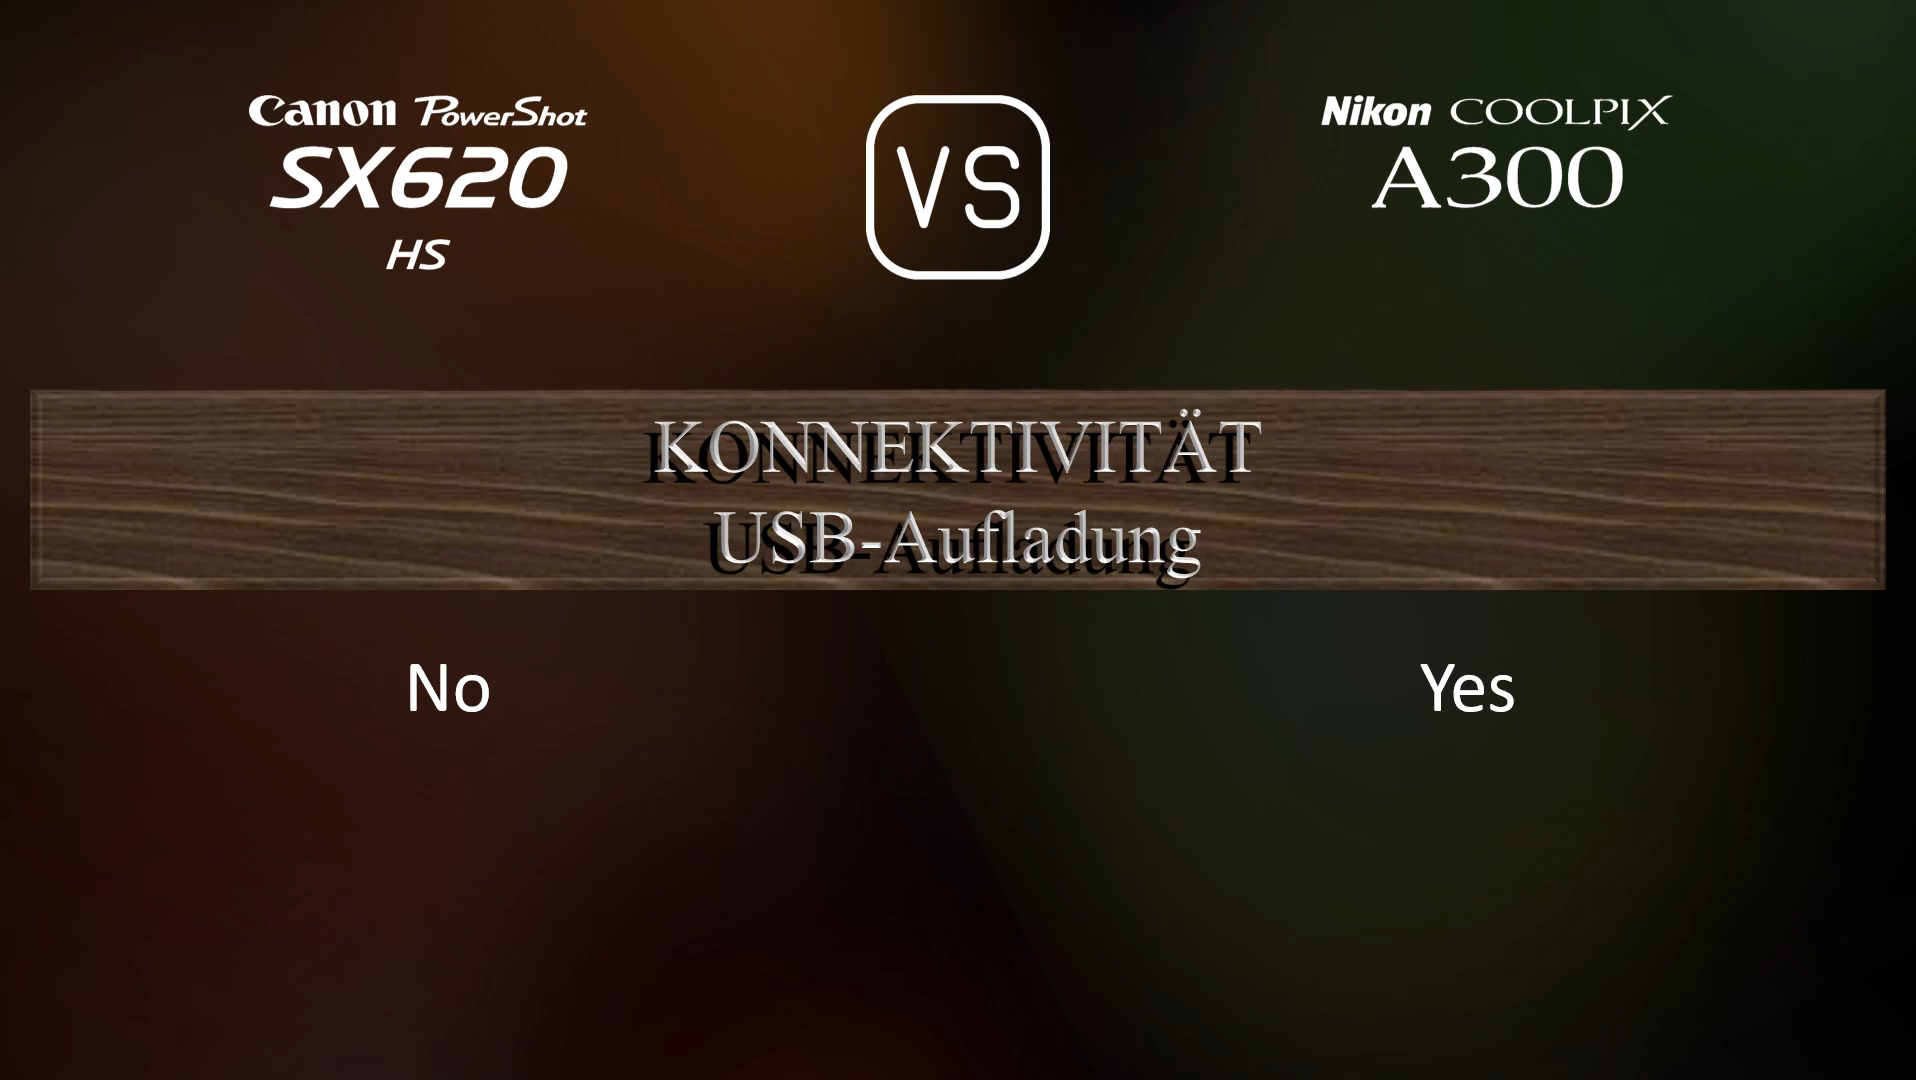 Canon PowerShot
SX620
HS
VS
Nikon COOLPIX
A300
KONNEKTIVITÄT
USB-Aufladung
No
Yes